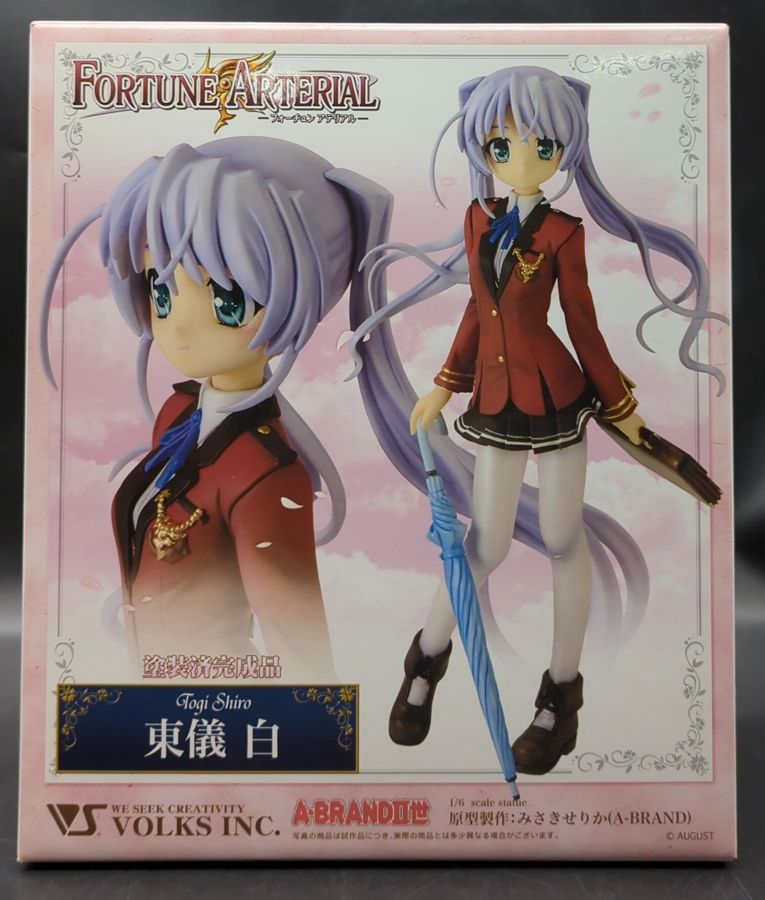 FORTUNE ARTERIAL
フォーチュン アテリアル
塗装済完成品
Togi Shiro
東儀 白
VS
WE SEEK CREATIVITY
VOLKS INC.
A-BRANDⅡ世
1/6 scale statue
原型製作:みさきせりか(A-BRAND)
写真の商品は試作品につき、実際の商品とは多少異なる場合がございます。
© AUGUST